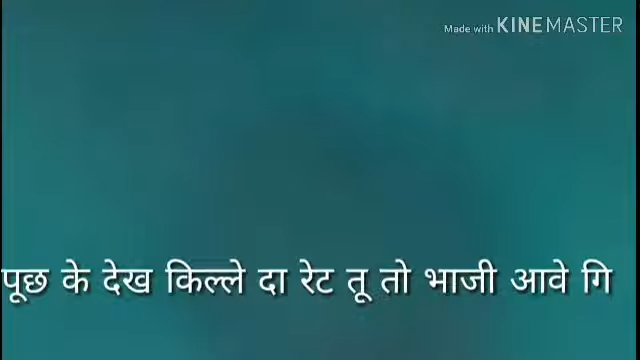 Made with KINEMASTER
पूछ के देख किल्ले दा रेट तू तो भाजी आवे गि